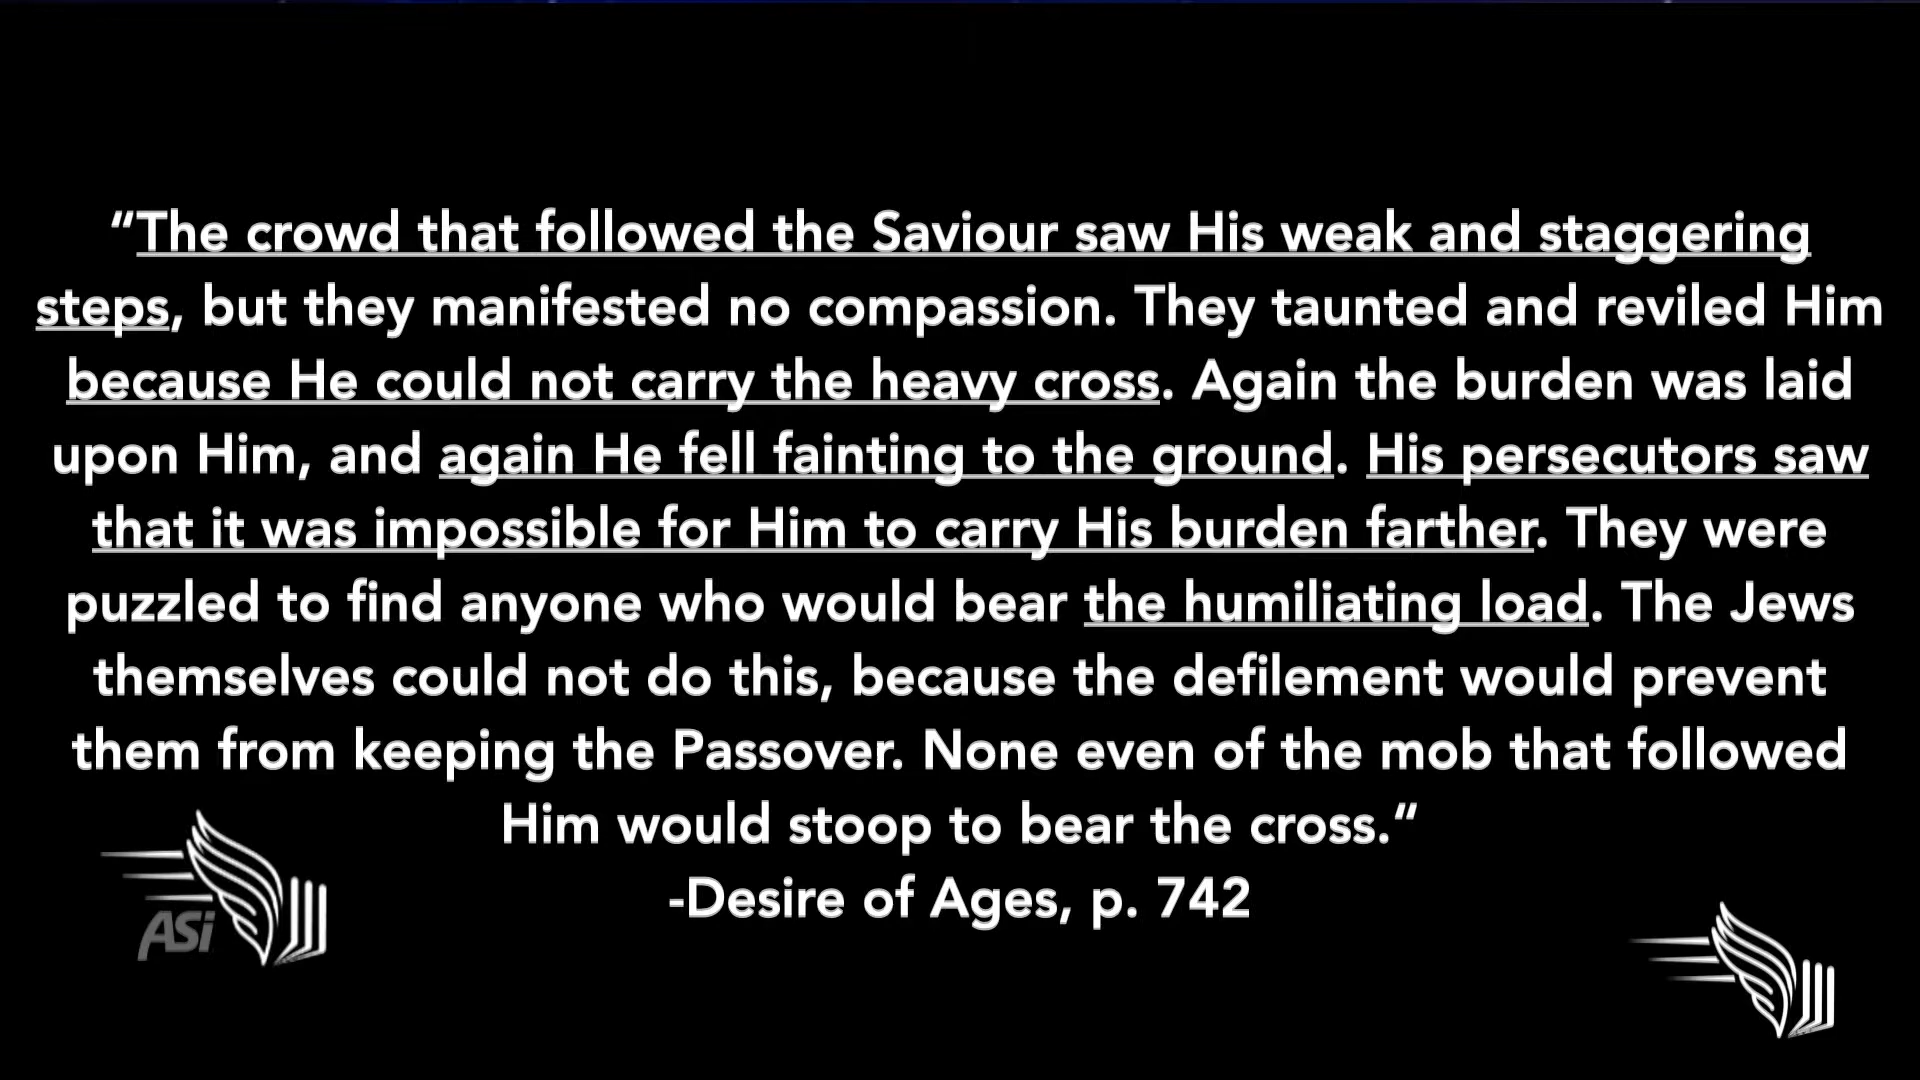 “The crowd that followed the Saviour saw His weak and staggering
steps, but they manifested no compassion. They taunted and reviled Him
because He could not carry the heavy cross. Again the burden was laid
upon Him, and again He fell fainting to the ground. His persecutors saw
that it was impossible for Him to carry His burden farther. They were
puzzled to find anyone who would bear the humiliating load. The Jews
themselves could not do this, because the defilement would prevent
them from keeping the Passover. None even of the mob that followed
Him would stoop to bear the cross.“
-Desire of Ages, p. 742
ASi